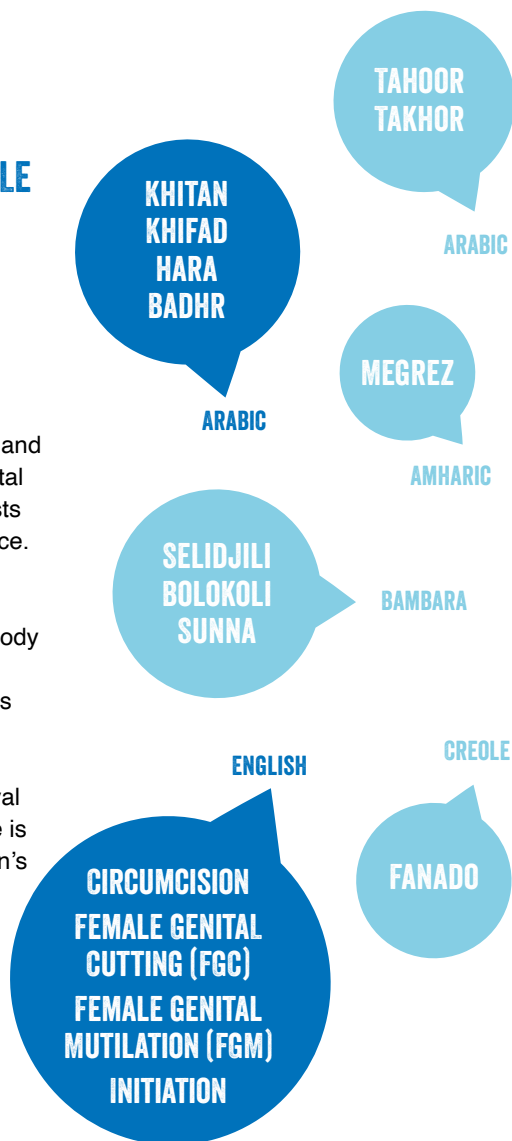 LE
and
tal
sts
ce.
ody
s
al
is
n's
TAHOOR
TAKHOR
ARABIC
KHITAN
KHIFAD
HARA
BADHR
ARABIC
MEGREZ
AMHARIC
SELIDJILI
BOLOKOLI
SUNNA
BAMBARA
CREOLE
FANADO
ENGLISH
CIRCUMCISION
FEMALE GENITAL
CUTTING (FGC)
FEMALE GENITAL
MUTILATION (FGM)
INITIATION